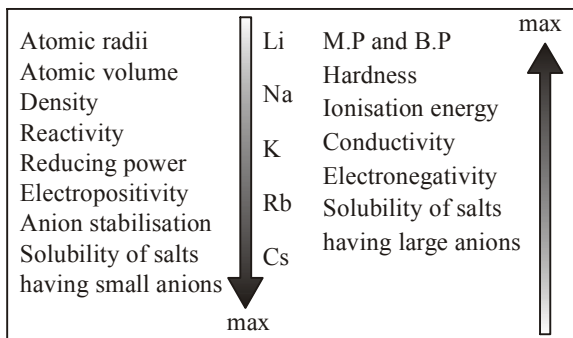 Atomic radii
Atomic volume
Density
Reactivity
Reducing power
Electropositivity
Anion stabilisation
Solubility of salts
having small anions
max
Li
Na
K
Rb
Cs
M.P and B.P
Hardness
Ionisation energy
Conductivity
Electronegativity
Solubility of salts
having large anions
max